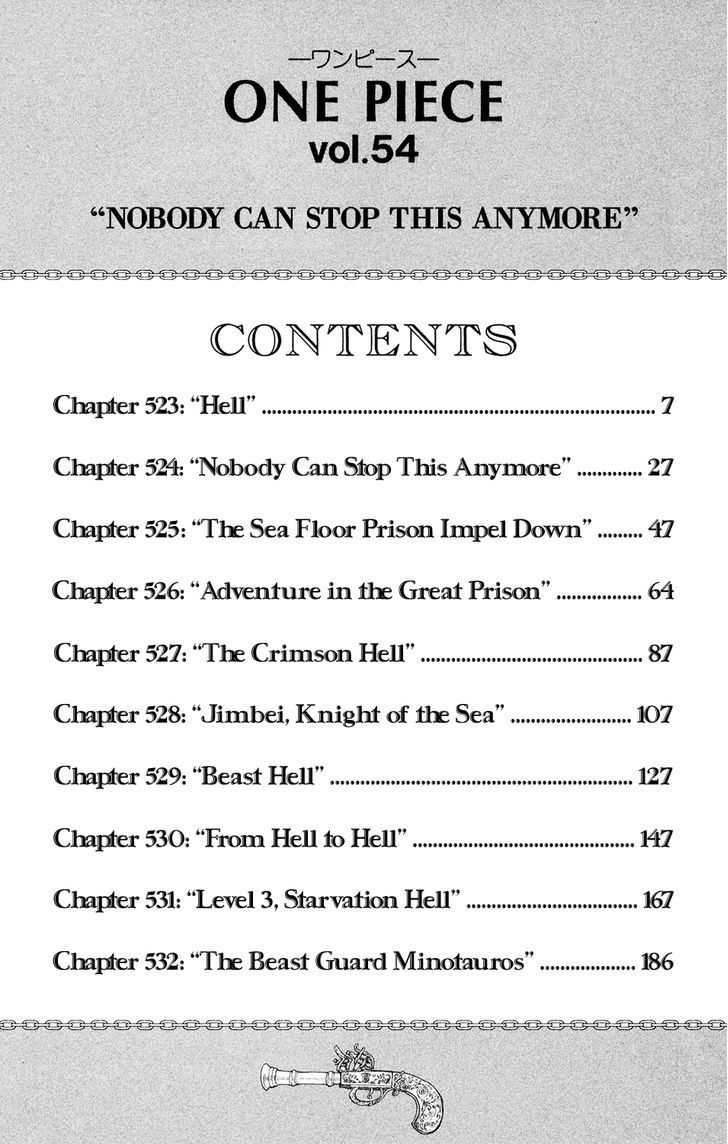 —ワンピース—
ONE PIECE
vol.54
“NOBODY CAN STOP THIS ANYMORE”
CONTENTS
Chapter 523: “Hell” ........................................................................ 7
Chapter 524: “Nobody Can Stop This Anymore” ............. 27
Chapter 525: “The Sea Floor Prison Impel Down” ......... 47
Chapter 526: “Adventure in the Great Prison” ................. 64
Chapter 527: “The Crimson Hell” ............................................ 87
Chapter 528: “Jimbei, Knight of the Sea” ........................ 107
Chapter 529: “Beast Hell” ............................................................ 127
Chapter 530: “From Hell to Hell” ............................................ 147
Chapter 531: “Level 3, Starvation Hell” .................................. 167
Chapter 532: “The Beast Guard Minotauros” ................... 186